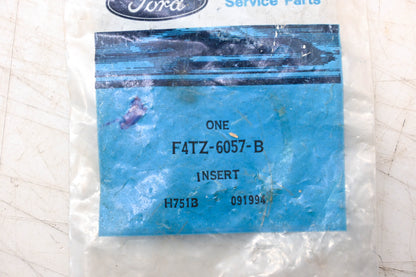 Ford
Service Parts
ONE
F4TZ-6057-B
INSERT
H751B 091994